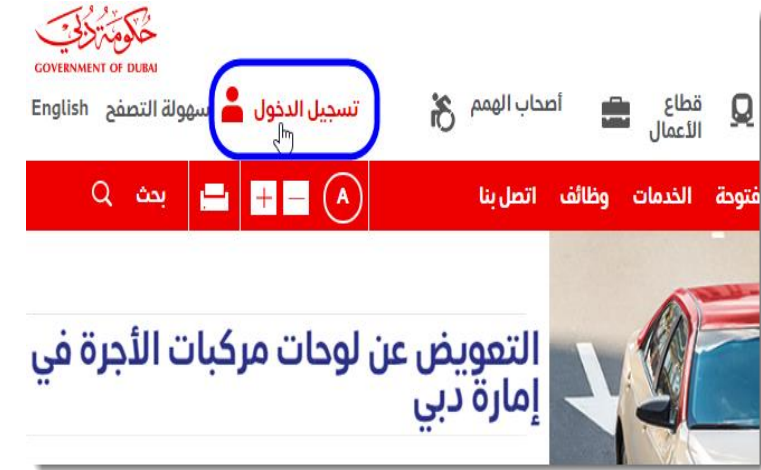 حكومة دبي
GOVERNMENT OF DUBAI
قطاع الأعمال
أصحاب الهمم
تسجيل الدخول
سهولة التصفح
English
فتوحة الخدمات وظائف اتصل بنا
A
بحث
التعويض عن لوحات مركبات الأجرة في
إمارة دبي